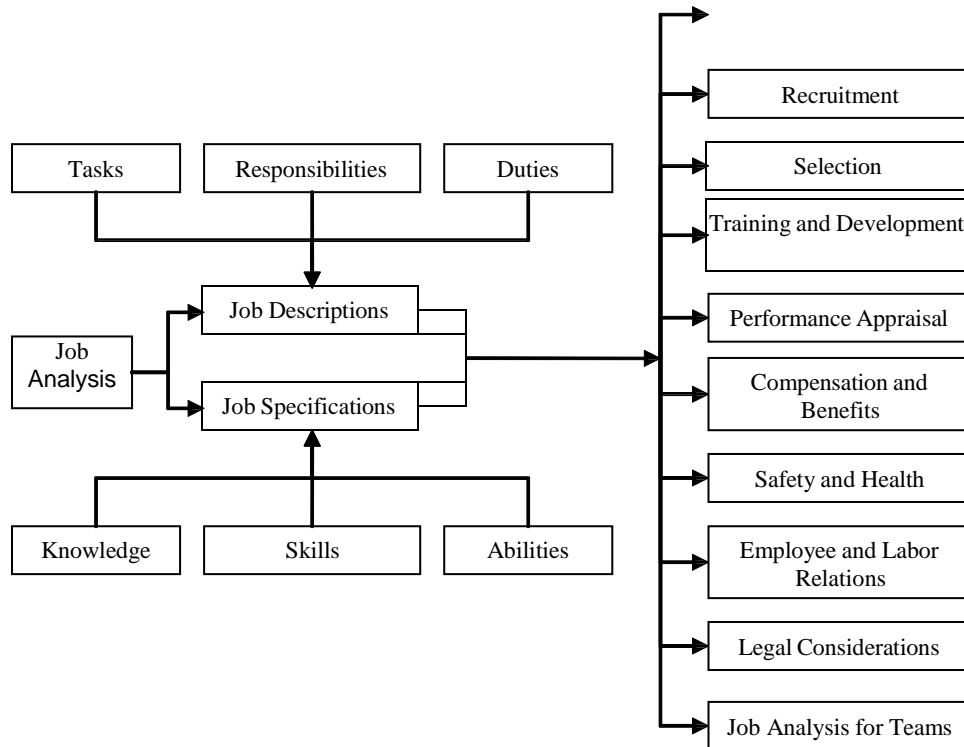 Recruitment
Tasks
Responsibilities
Duties
Selection
Training and Development
Job Descriptions
Performance Appraisal
Job
Analysis
Compensation and
Benefits
Job Specifications
Safety and Health
Knowledge
Skills
Abilities
Employee and Labor
Relations
Legal Considerations
Job Analysis for Teams